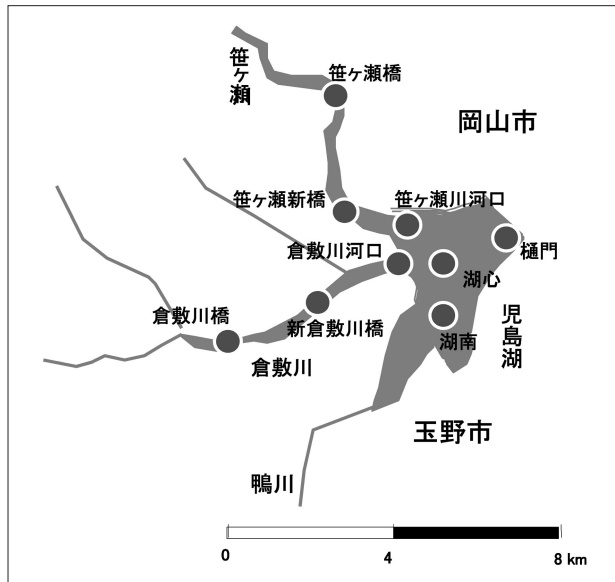 笹ヶ瀬川
笹ヶ瀬橋
岡山市
笹ヶ瀬新橋
笹ヶ瀬川河口
倉敷川河口
樋門
湖心
倉敷川橋
新倉敷川橋
湖南
児島湖
倉敷川
玉野市
鴨川
0
4
8 km